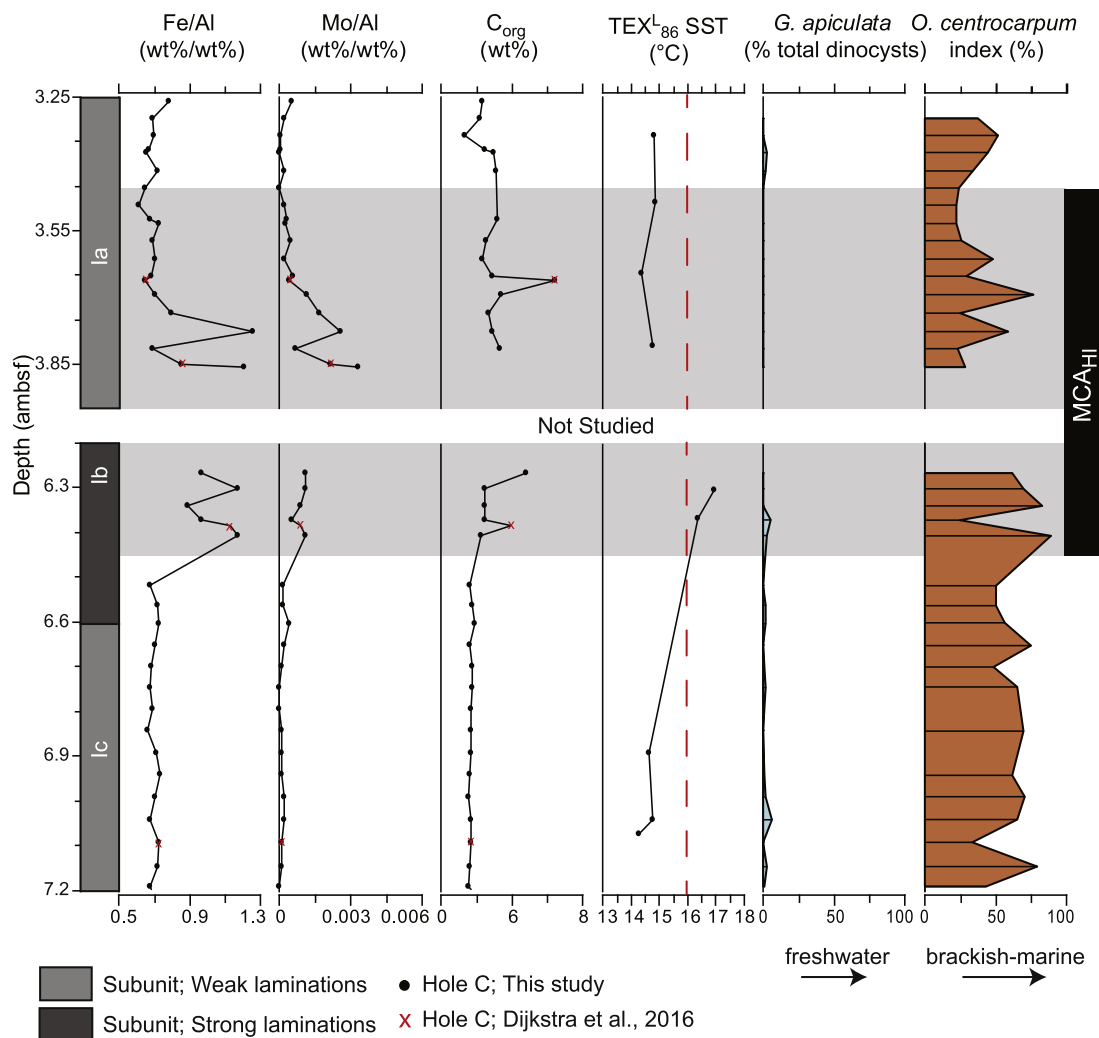 Fe/Al
(wt%/wt%)
Mo/Al
(wt%/wt%)
Corg
(wt%)
TEXL86 SST
(°C)
G. apiculata
(% total dinocysts)
O. centrocarpum
index (%)
Depth (ambsf)
3.25
3.55
3.85
6.3
6.6
6.9
7.2
Ia
Ib
Ic
Not Studied
MCAHI
0.5 0.9 1.3
0 0.003 0.006
0 6 8
13 14 15 16 17 18
0 100
0 50 100
freshwater
brackish-marine
Subunit; Weak laminations
Subunit; Strong laminations
Hole C; This study
x Hole C; Dijkstra et al., 2016